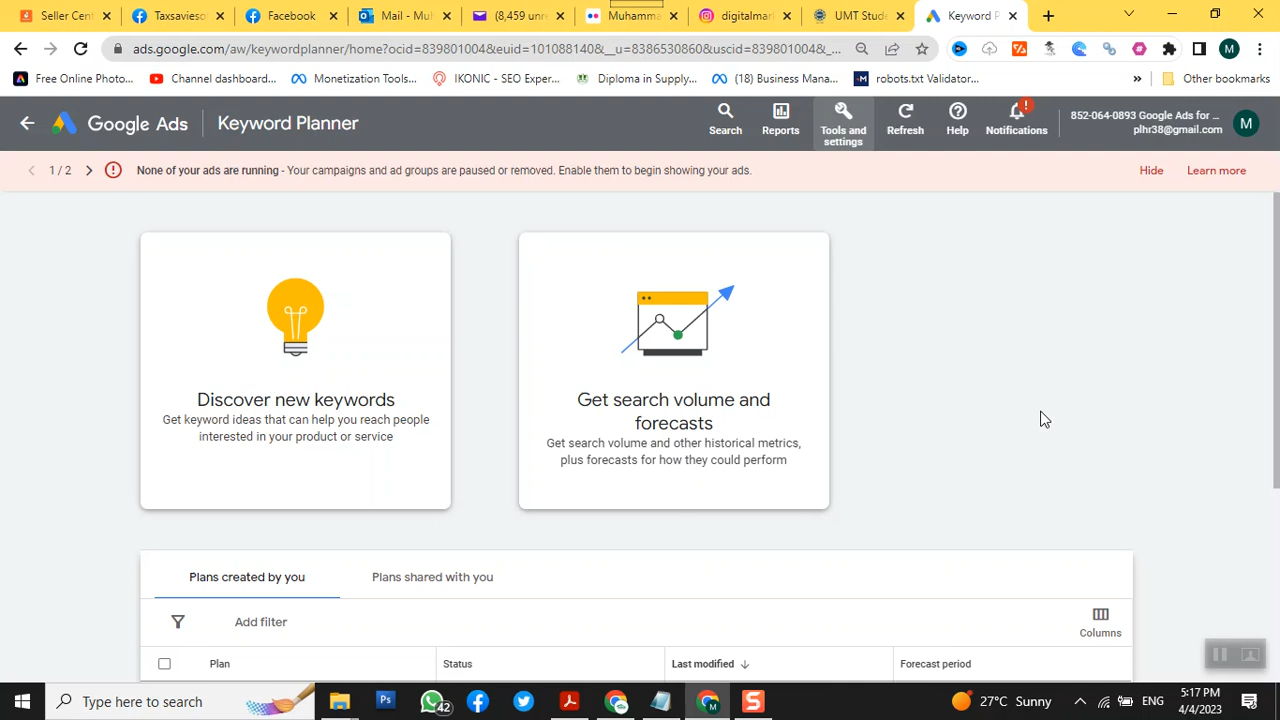 Seller Cent
Taxsavieso
Facebook
Mail - Muh
(8,459 unre
Muhamma
digitalmar
UMT Stude
Keyword P
ads.google.com/aw/keywordplanner/home?ocid=839801004&euid=101088140&__u=8386530860&uscid=839801004&_...
Free Online Photo...
Channel dashboard...
Monetization Tools...
IKONIC - SEO Exper...
Diploma in Supply...
(18) Business Mana...
robots.txt Validator...
»
Other bookmarks
Google Ads
Keyword Planner
Search
Reports
Tools and
settings
Refresh
Help
Notifications
852-064-0893 Google Ads for ...
plhr38@gmail.com
M
1 / 2
None of your ads are running - Your campaigns and ad groups are paused or removed. Enable them to begin showing your ads.
Hide
Learn more
Discover new keywords
Get keyword ideas that can help you reach people
interested in your product or service
Get search volume and
forecasts
Get search volume and other historical metrics,
plus forecasts for how they could perform
Plans created by you
Plans shared with you
Add filter
Columns
Plan
Status
Last modified
Forecast period
Type here to search
Ps
42
27°C Sunny
ENG
5:17 PM
4/4/2023